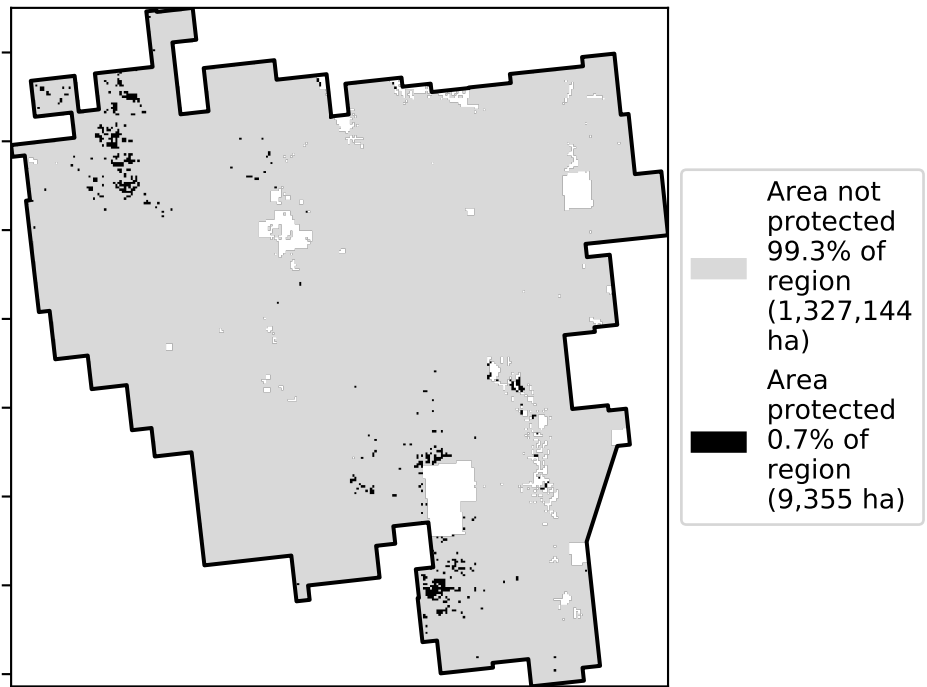 Area not
protected
99.3% of
region
(1,327,144
ha)
Area
protected
0.7% of
region
(9,355 ha)